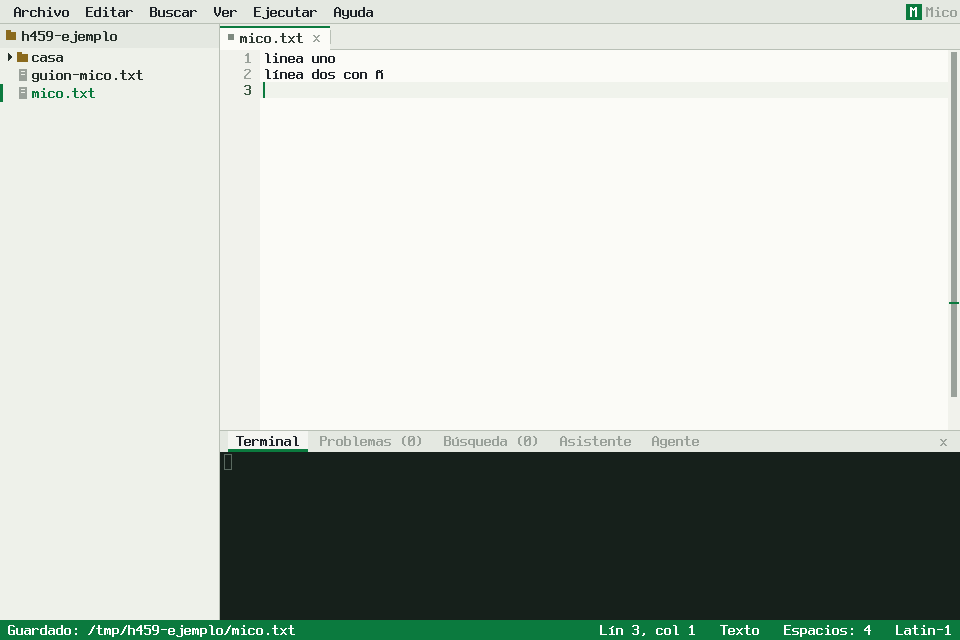 Archivo Editar Buscar Ver Ejecutar Ayuda M Mico
h459-ejemplo
casa
guion-mico.txt
mico.txt
mico.txt x
1 linea uno
2 línea dos con ñ
3
Terminal Problemas (0) Búsqueda (0) Asistente Agente x
Guardado: /tmp/h459-ejemplo/mico.txt Lín 3, col 1 Texto Espacios: 4 Latin-1